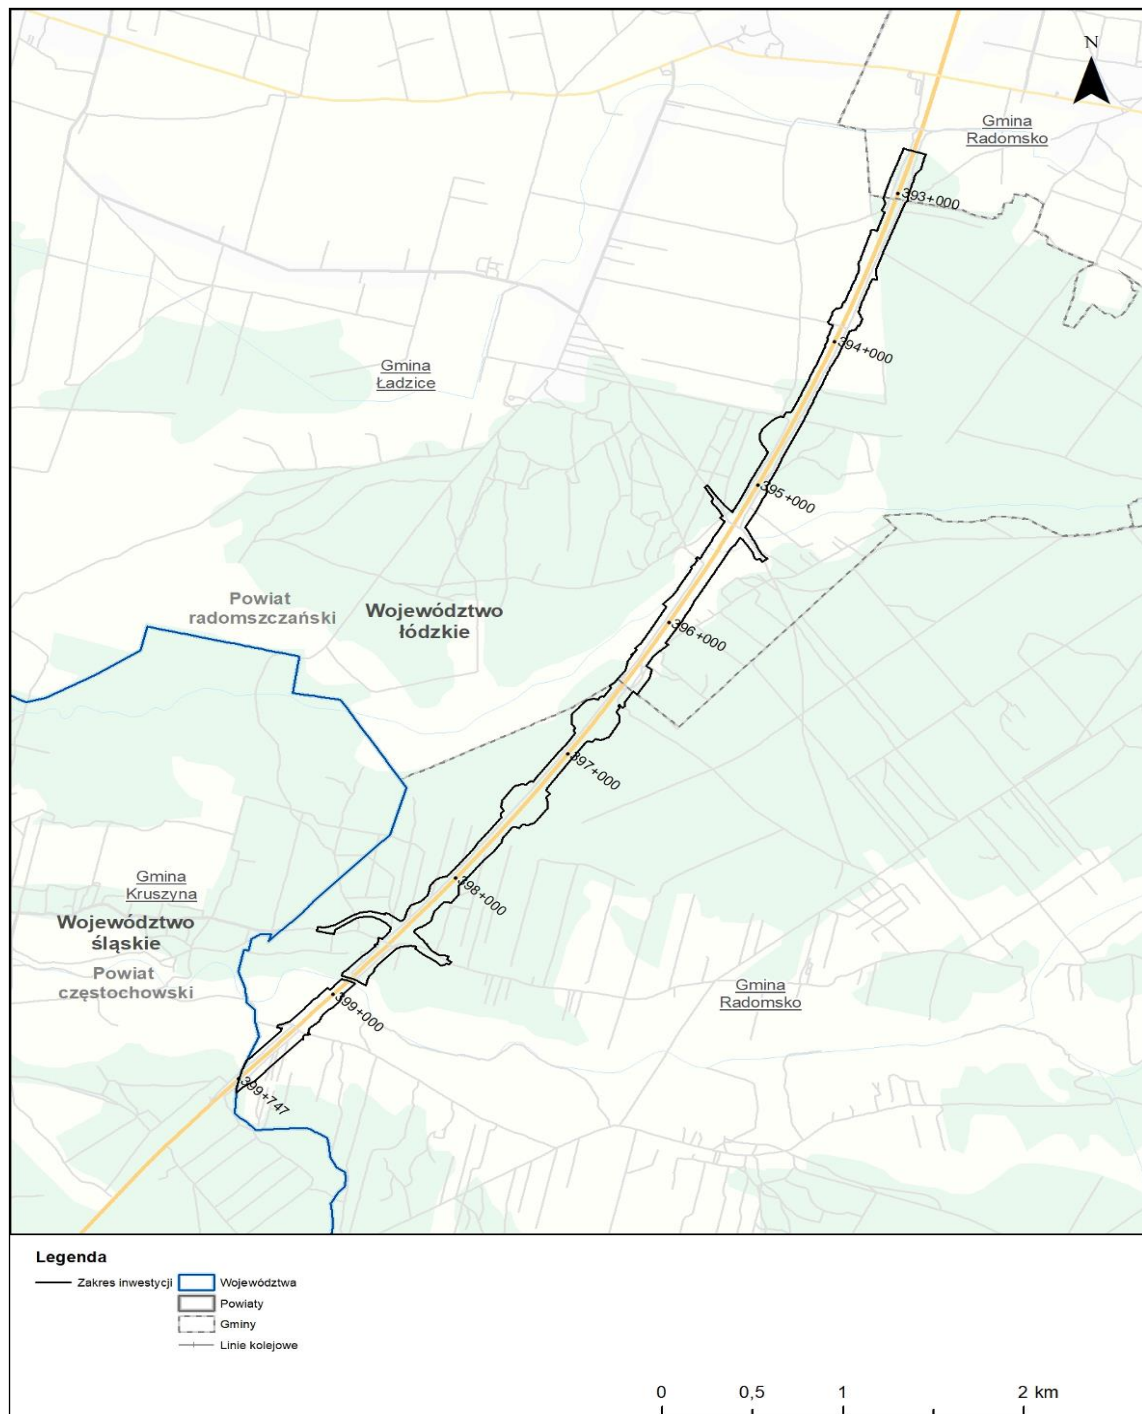 N
Gmina
Radomsko
393+000
394+000
Gmina
Ładzice
395+000
Powiat
radomszczański
Województwo
łódzkie
396+000
397+000
Gmina
Kruszyna
398+000
Województwo
śląskie
Powiat
częstochowski
Gmina
Radomsko
399+000
399+747
Legenda
Zakres inwestycji
Województwa
Powiaty
Gminy
Linie kolejowe
0 0,5 1 2 km